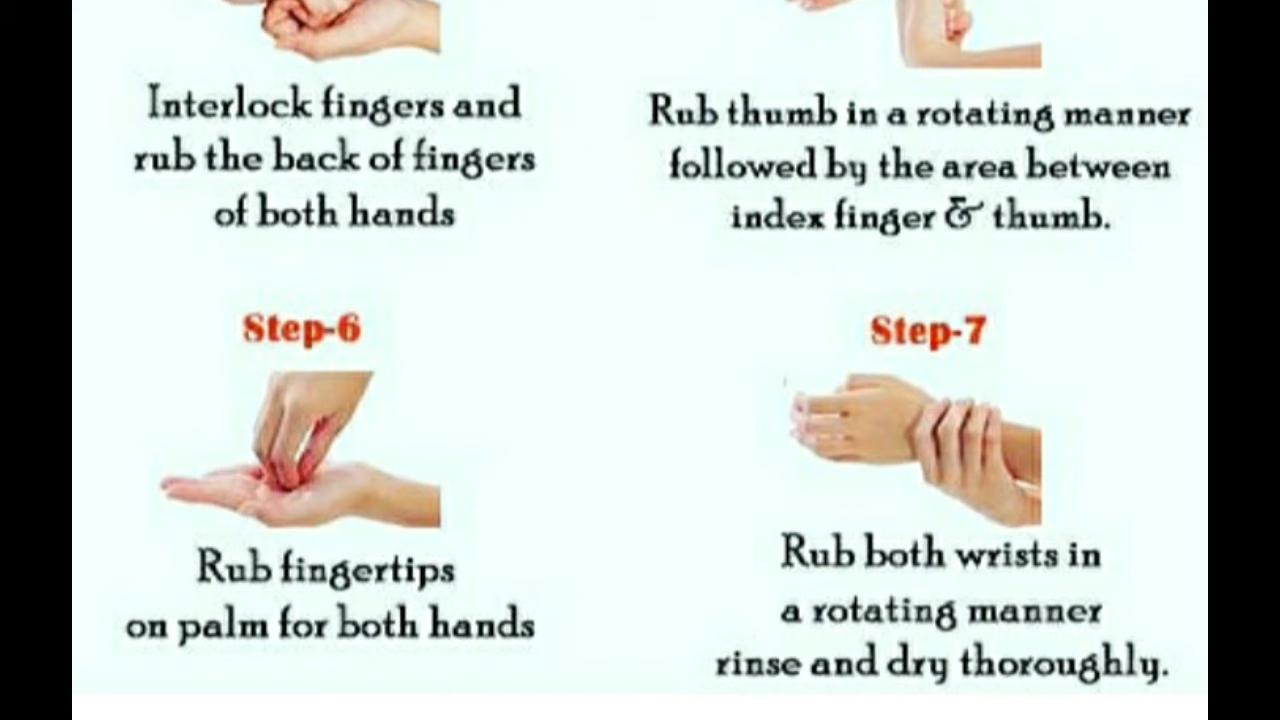 Interlock fingers and
rub the back of fingers
of both hands
Rub thumb in a rotating manner
followed by the area between
index finger & thumb.
Step-6
Rub fingertips
on palm for both hands
Step-7
Rub both wrists in
a rotating manner
rinse and dry thoroughly.